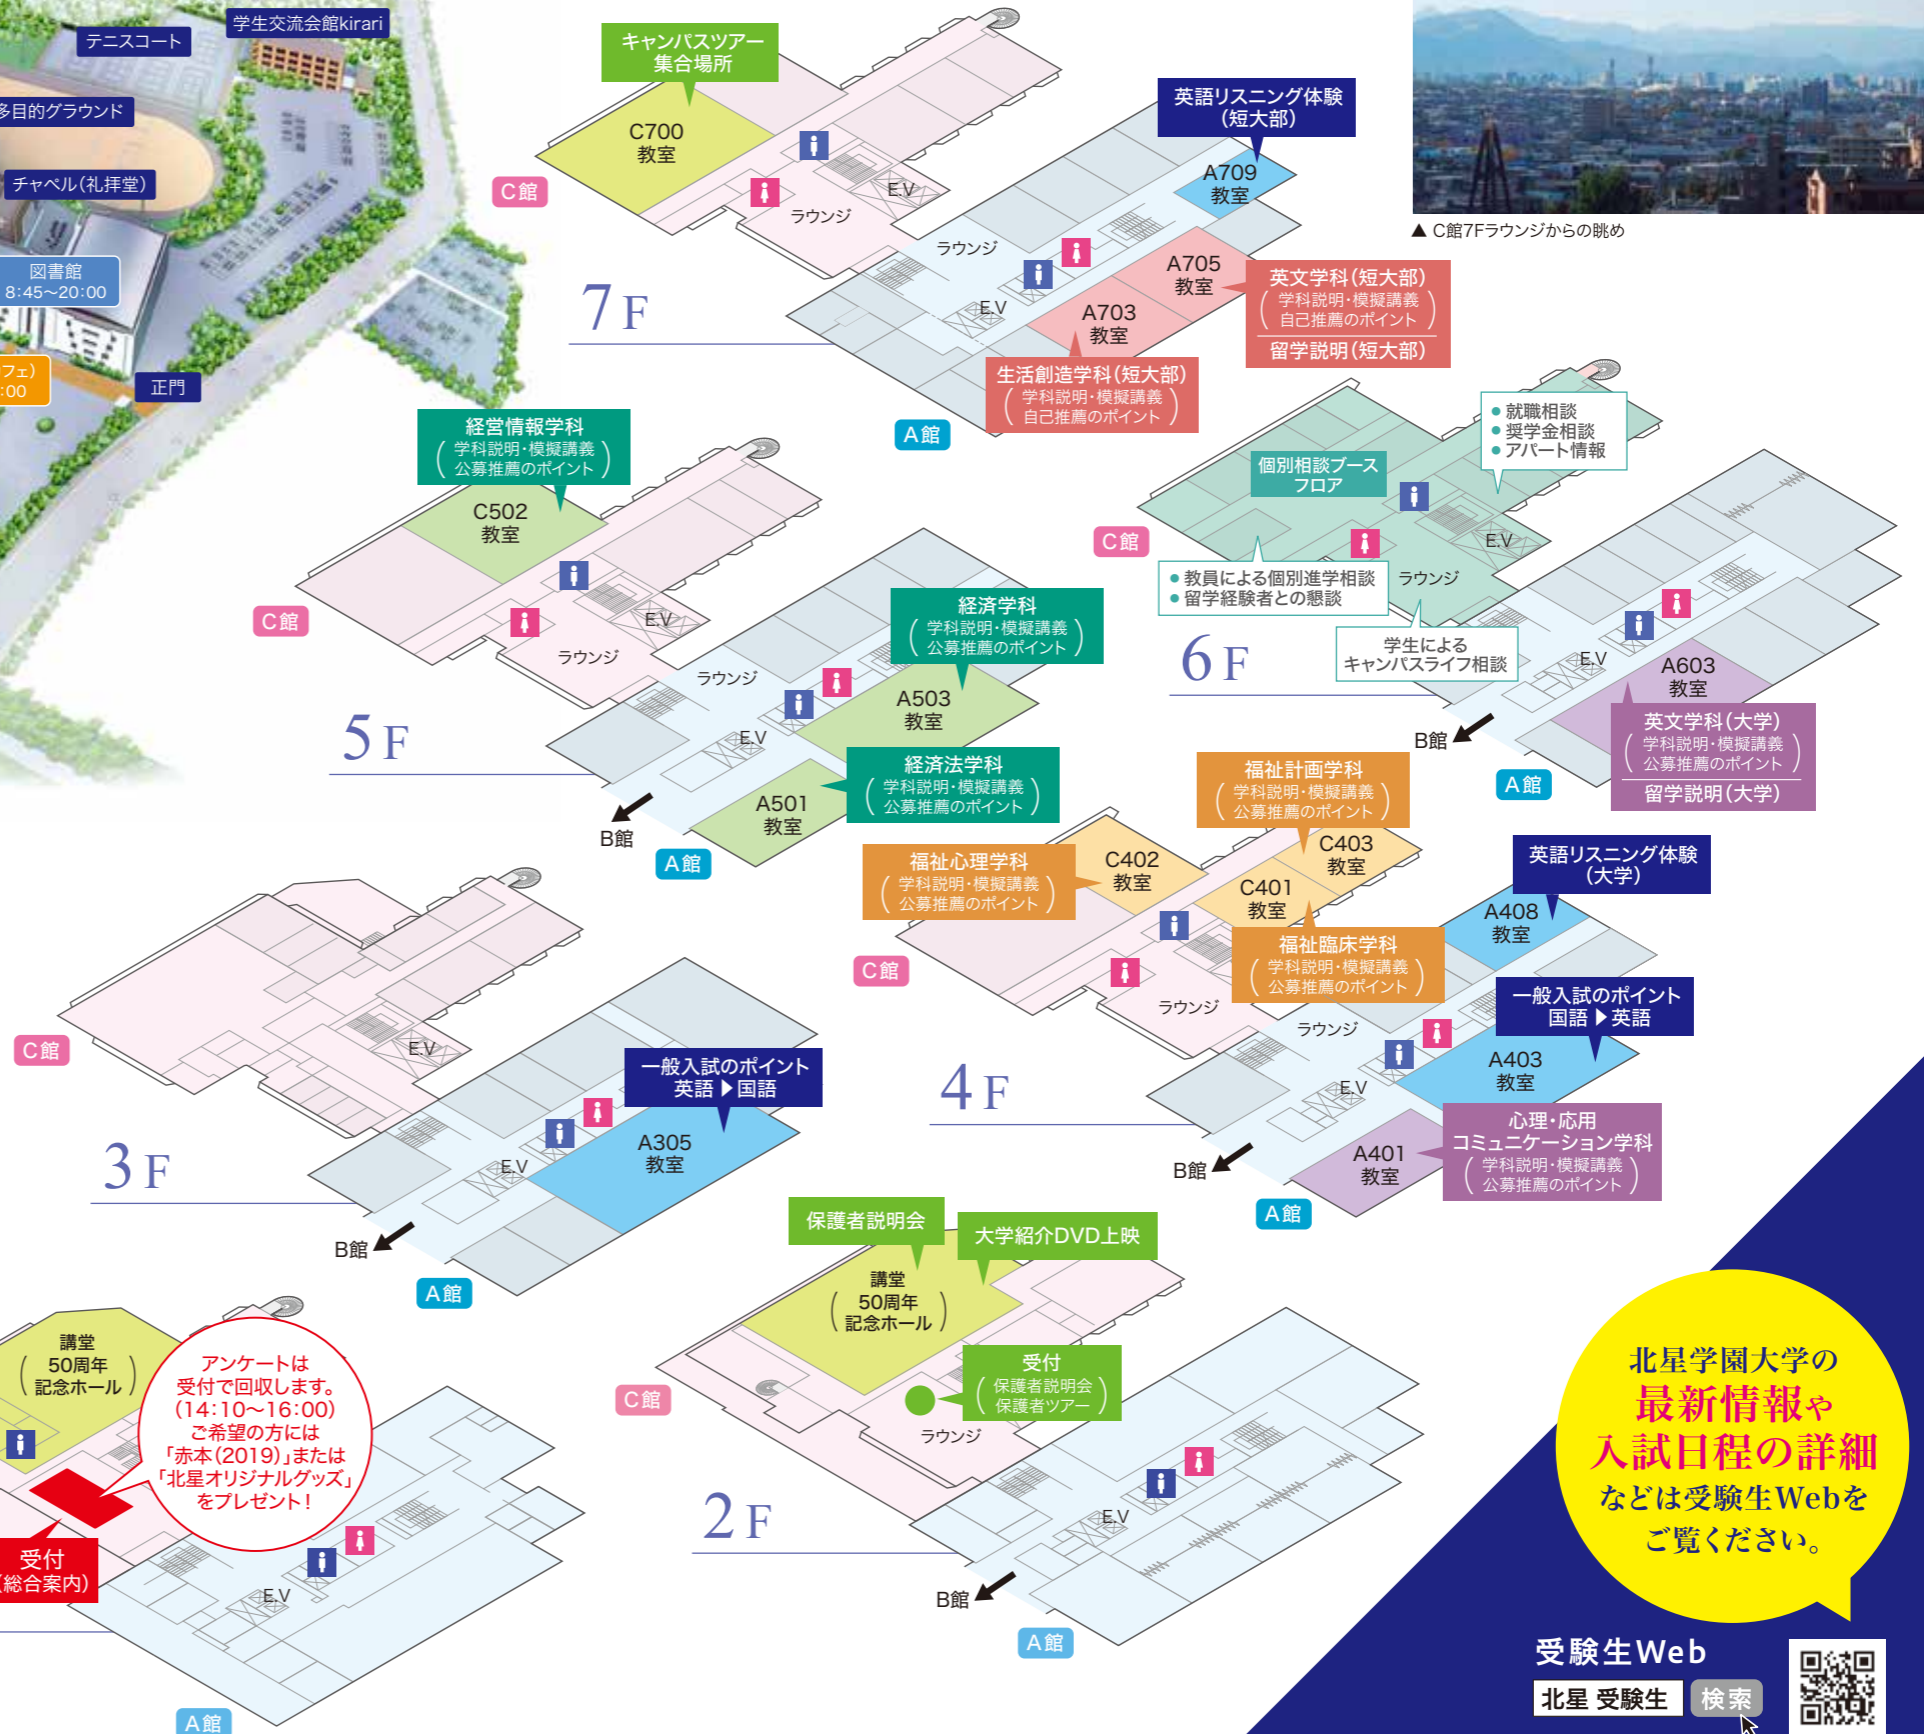 学生交流会館kirari
テニスコート
多目的グラウンド
チャペル(礼拝堂)
図書館
8:45～20:00
フェ)
:00
正門
キャンパスツアー
集合場所
C700
教室
C館
ラウンジ
E.V
英語リスニング体験
(短大部)
A709
教室
ラウンジ
A705
教室
A703
教室
E.V
英文学科(短大部)
(学科説明・模擬講義
自己推薦のポイント)
留学説明(短大部)
生活創造学科(短大部)
(学科説明・模擬講義
自己推薦のポイント)
A館
7F
▲ C館7Fラウンジからの眺め
経営情報学科
(学科説明・模擬講義
公募推薦のポイント)
C502
教室
C館
ラウンジ
E.V
経済学科
(学科説明・模擬講義
公募推薦のポイント)
ラウンジ
A503
教室
E.V
経済法学科
(学科説明・模擬講義
公募推薦のポイント)
A501
教室
B館
A館
5F
● 就職相談
● 奨学金相談
● アパート情報
個別相談ブース
フロア
C館
E.V
ラウンジ
● 教員による個別進学相談
● 留学経験者との懇談
学生による
キャンパスライフ相談
6F
E.V
A603
教室
英文学科(大学)
(学科説明・模擬講義
公募推薦のポイント)
留学説明(大学)
B館
A館
福祉計画学科
(学科説明・模擬講義
公募推薦のポイント)
C403
教室
福祉心理学科
(学科説明・模擬講義
公募推薦のポイント)
C402
教室
C401
教室
福祉臨床学科
(学科説明・模擬講義
公募推薦のポイント)
C館
ラウンジ
英語リスニング体験
(大学)
A408
教室
ラウンジ
一般入試のポイント
国語▶英語
A403
教室
E.V
心理・応用
コミュニケーション学科
(学科説明・模擬講義
公募推薦のポイント)
A401
教室
B館
A館
4F
C館
E.V
一般入試のポイント
英語▶国語
A305
教室
E.V
B館
A館
3F
保護者説明会
大学紹介DVD上映
講堂
(50周年
記念ホール)
受付
(保護者説明会
保護者ツアー)
C館
ラウンジ
E.V
B館
A館
2F
講堂
(50周年
記念ホール)
アンケートは
受付で回収します。
(14:10～16:00)
ご希望の方には
「赤本(2019)」または
「北星オリジナルグッズ」
をプレゼント!
受付
(総合案内)
E.V
A館
北星学園大学の
最新情報や
入試日程の詳細
などは受験生Webを
ご覧ください。
受験生Web
北星 受験生 検索